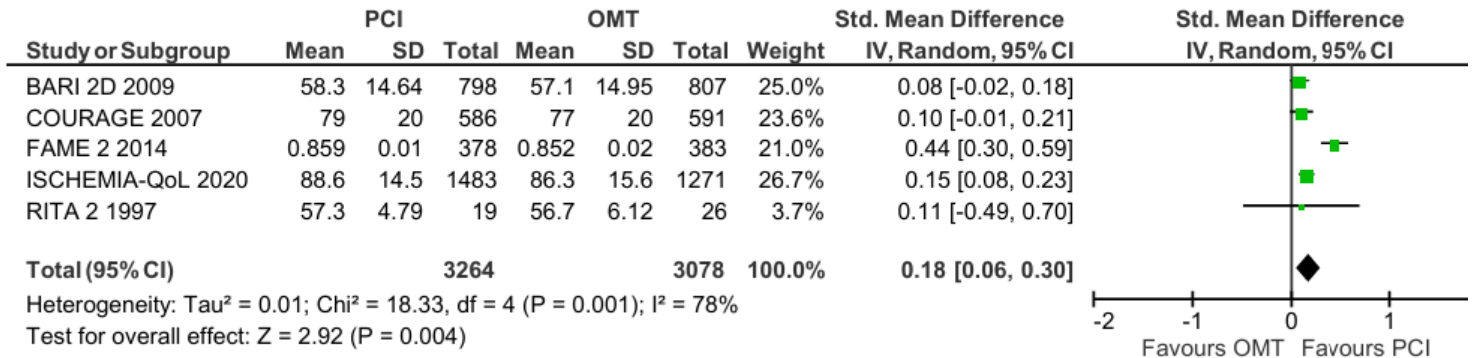 PCI OMT Std. Mean Difference Std. Mean Difference
Study or Subgroup Mean SD Total Mean SD Total Weight IV, Random, 95% CI IV, Random, 95% CI
BARI 2D 2009 58.3 14.64 798 57.1 14.95 807 25.0% 0.08 [-0.02, 0.18]
COURAGE 2007 79 20 586 77 20 591 23.6% 0.10 [-0.01, 0.21]
FAME 2 2014 0.859 0.01 378 0.852 0.02 383 21.0% 0.44 [0.30, 0.59]
ISCHEMIA-QoL 2020 88.6 14.5 1483 86.3 15.6 1271 26.7% 0.15 [0.08, 0.23]
RITA 2 1997 57.3 4.79 19 56.7 6.12 26 3.7% 0.11 [-0.49, 0.70]
Total (95% CI) 3264 3078 100.0% 0.18 [0.06, 0.30]
Heterogeneity: Tau² = 0.01; Chi² = 18.33, df = 4 (P = 0.001); I² = 78%
Test for overall effect: Z = 2.92 (P = 0.004)
-2 -1 0 1
Favours OMT Favours PCI